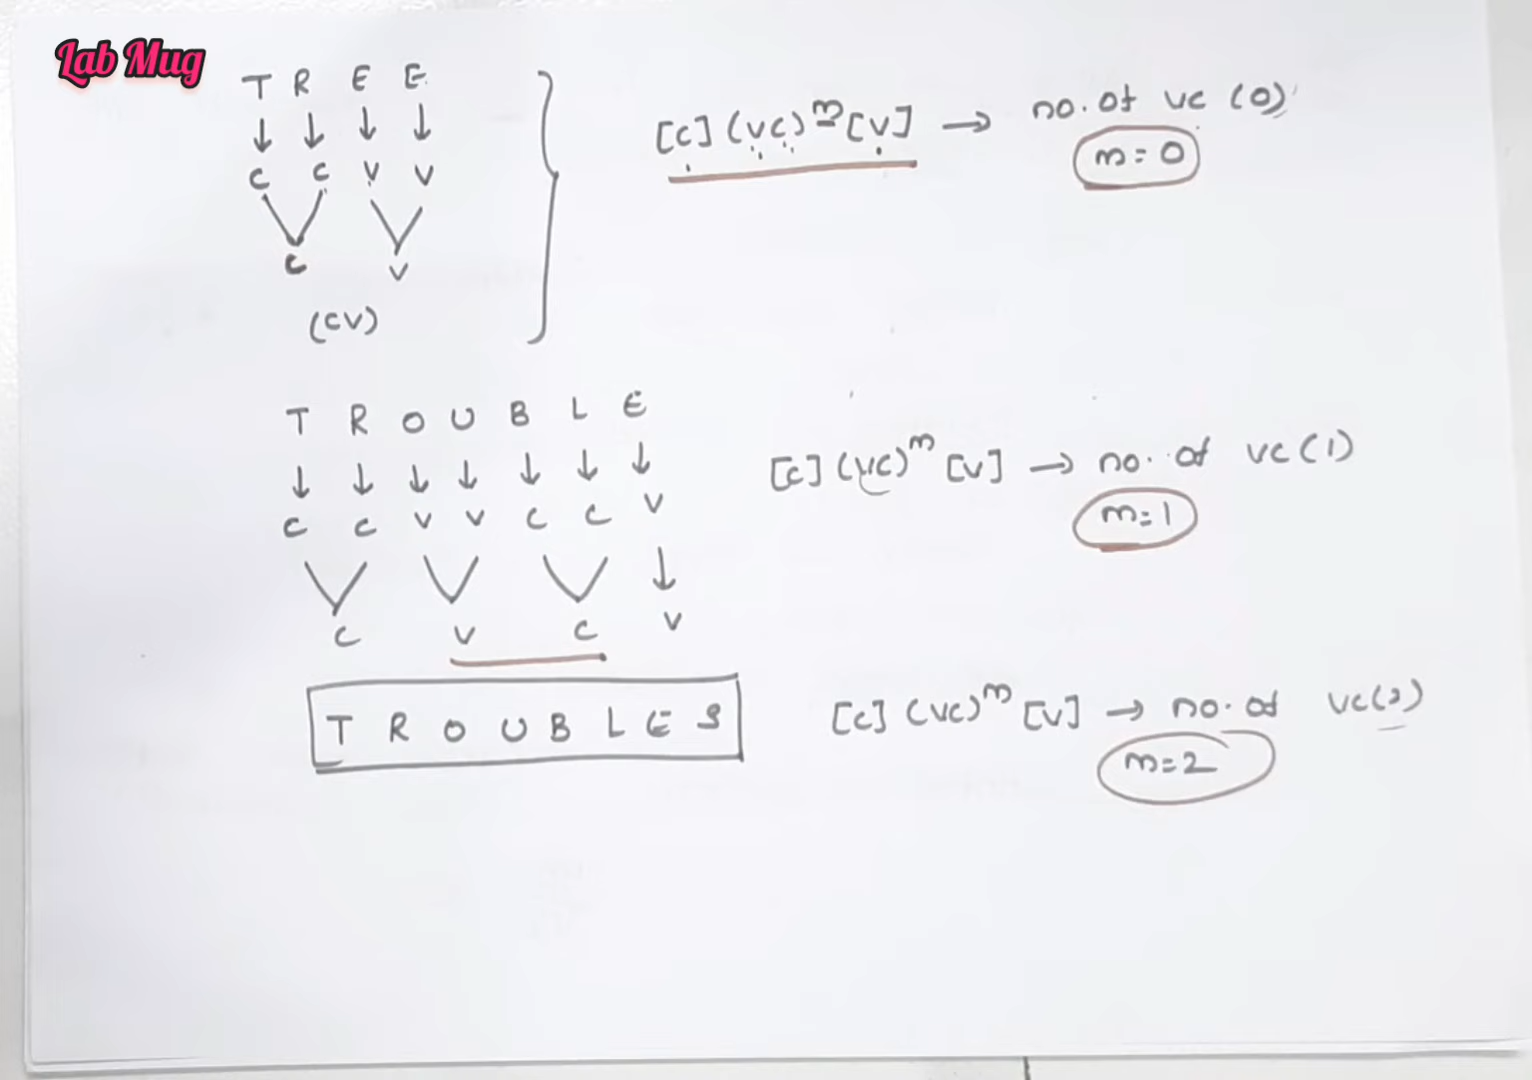 Lab Mug
T R E E
[c] (vc)ᵐ [v] → no. of vc (0)
m = 0
c c v v
c v
(cv)
T R O U B L E
[c] (vc)ᵐ [v] → no. of vc (1)
m = 1
c c v v c c v
c v c v
T R O U B L E S
[c] (vc)ᵐ [v] → no. of vc (2)
m = 2